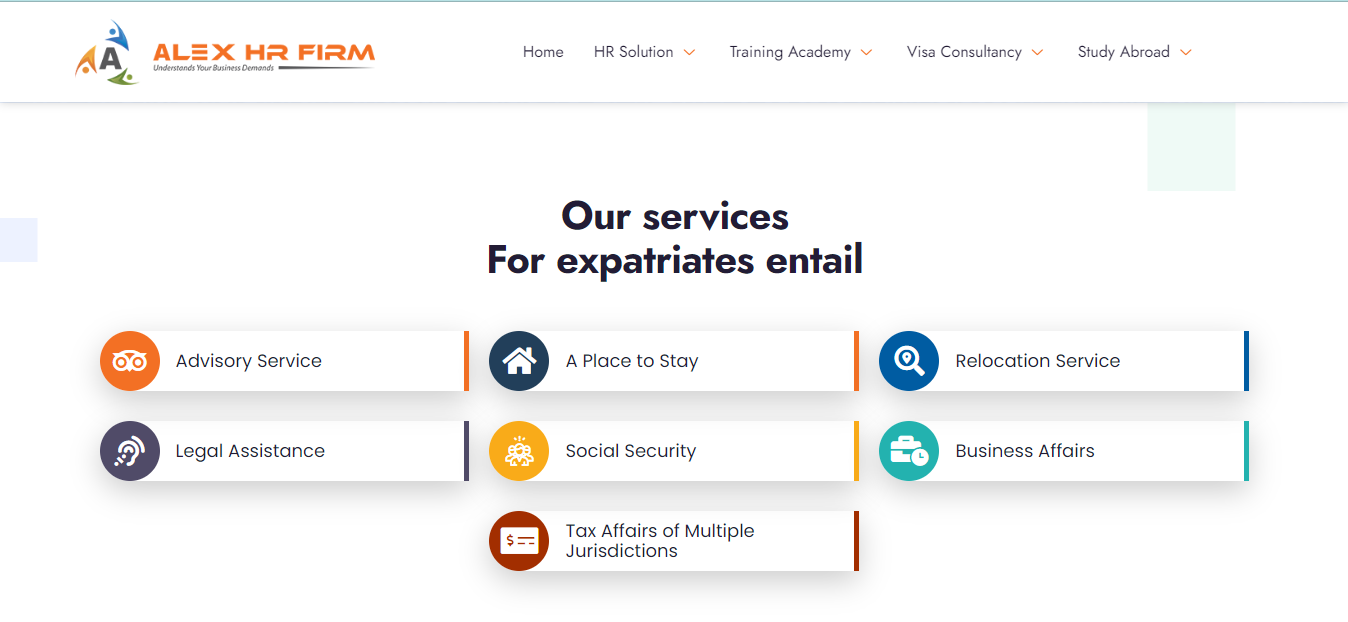 A
ALEX HR FIRM
Understands Your Business Demands
Home HR Solution Training Academy Visa Consultancy Study Abroad
Our services
For expatriates entail
Advisory Service
A Place to Stay
Relocation Service
Legal Assistance
Social Security
Business Affairs
$
Tax Affairs of Multiple
Jurisdictions